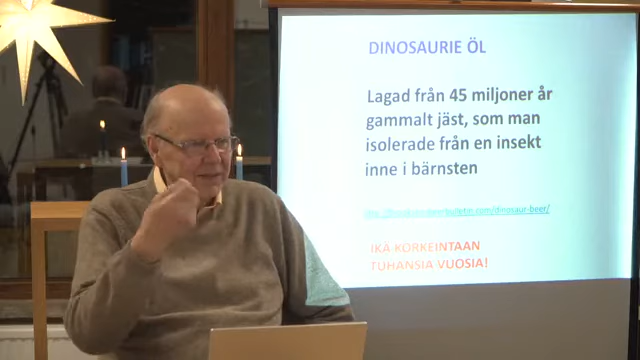 DINOSAURIE ÖL
Lagad från 45 miljoner år
gammalt jäst, som man
isolerade från en insekt
inne i bärnsten
IKÄ KORKEINTAAN
TUHANSIA VUOSIA!